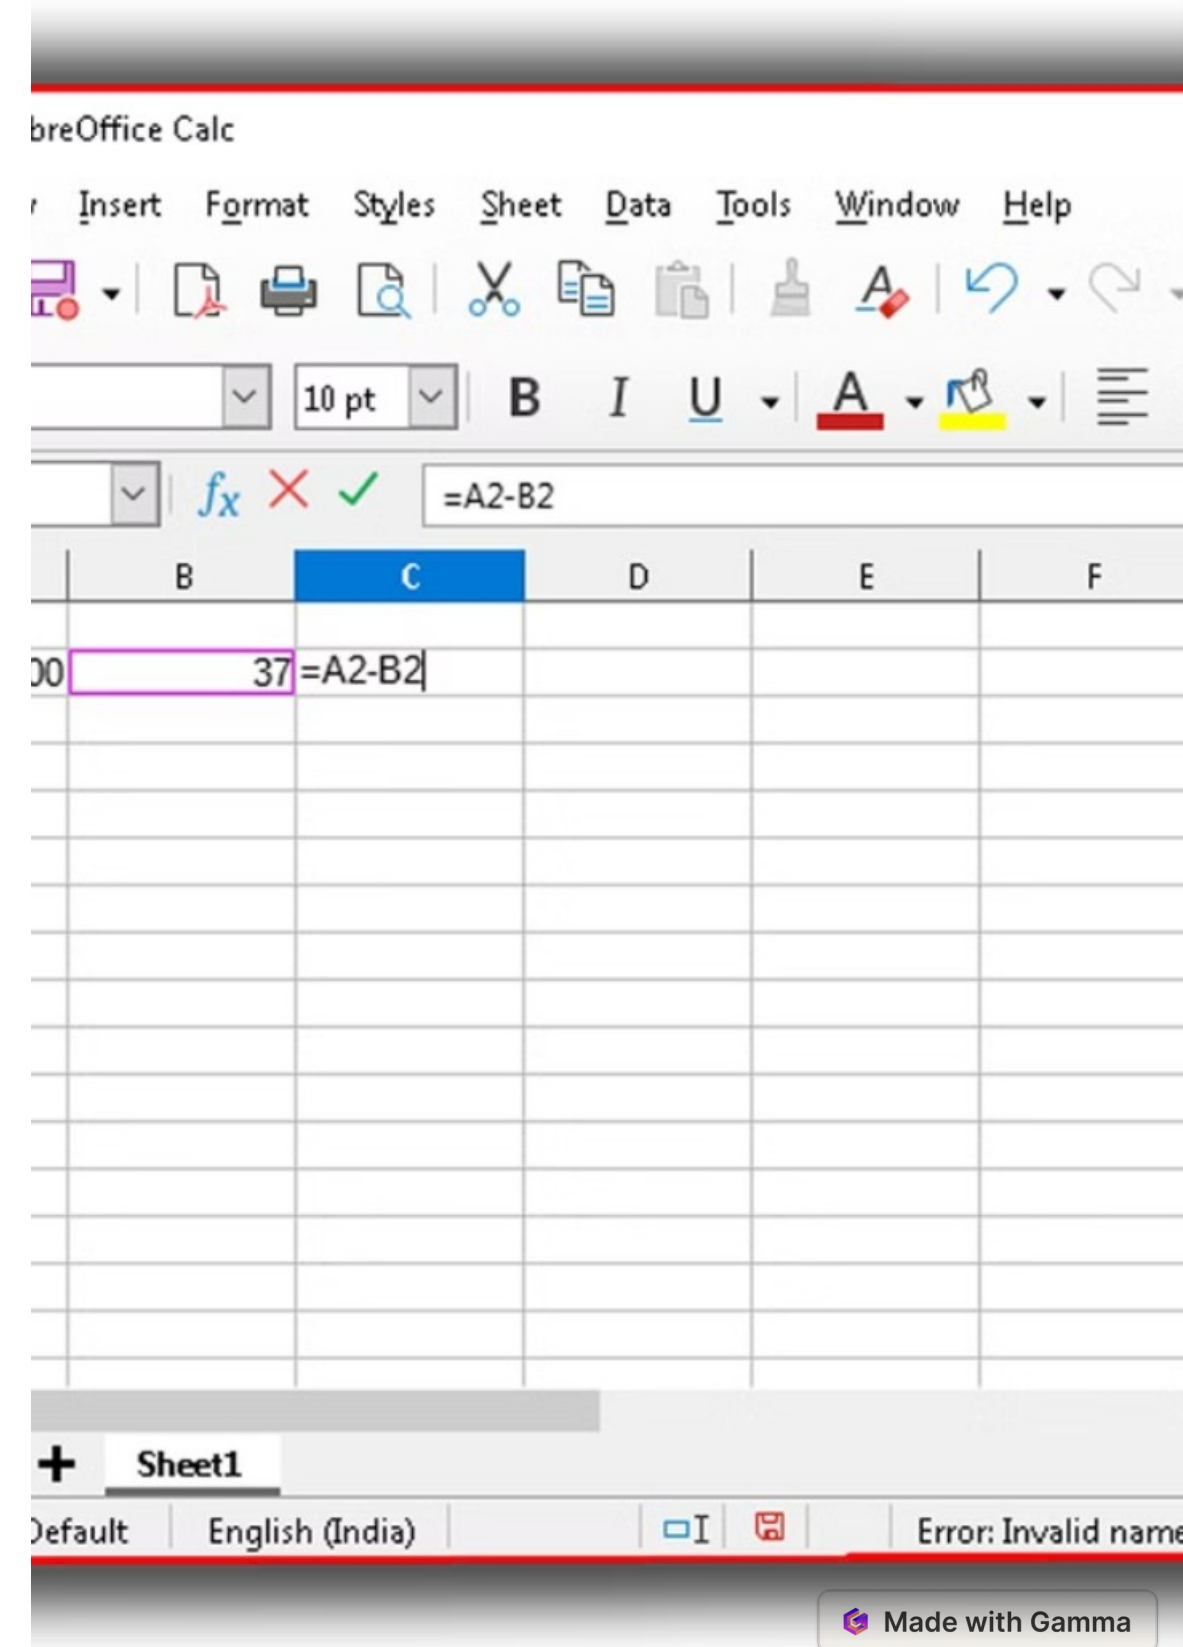 breOffice Calc
Insert Format Styles Sheet Data Tools Window Help
10 pt B I U A
fx =A2-B2
B C D E F
00 37 =A2-B2
Sheet1
Default English (India) Error: Invalid name
Made with Gamma